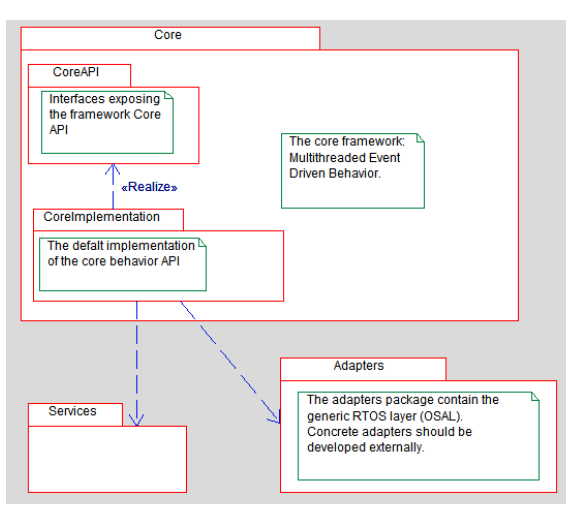 Core
CoreAPI
Interfaces exposing
the framework Core
API
The core framework:
Multithreaded Event
Driven Behavior.
«Realize»
CoreImplementation
The defalt implementation
of the core behavior API
Adapters
The adapters package contain the
generic RTOS layer (OSAL).
Concrete adapters should be
developed externally.
Services